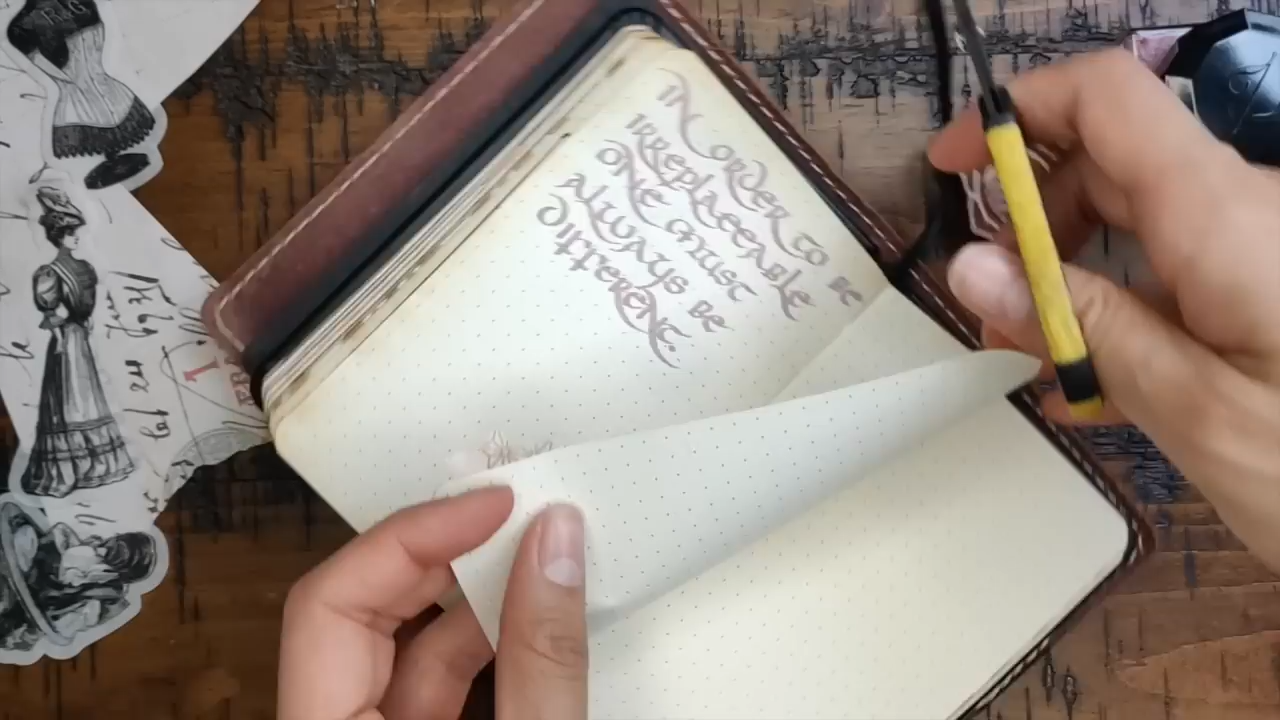 IN ORDER TO BE
IRREPLACEABLE
ONE MUST
ALWAYS BE
DIFFERENT.